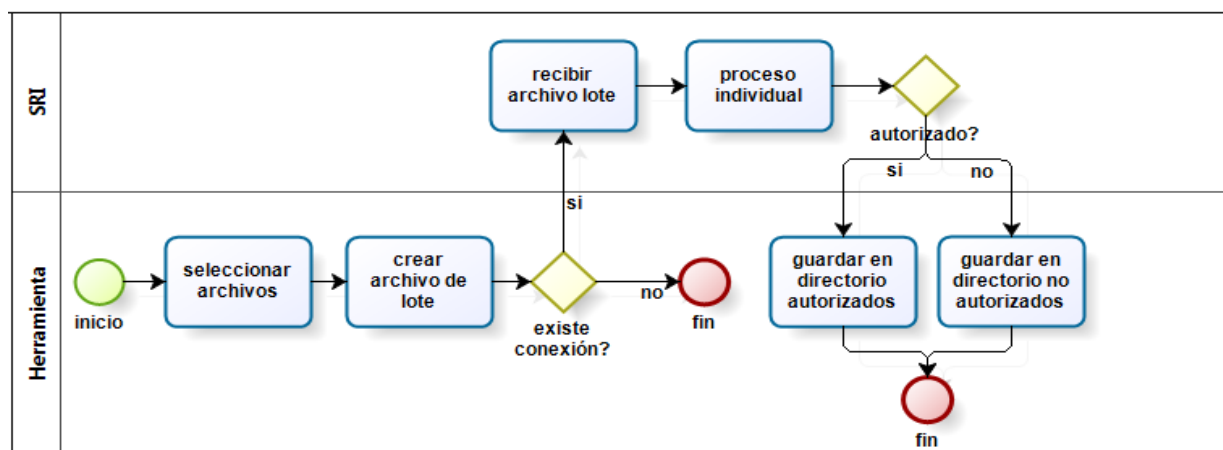 SRI
recibir
archivo lote
proceso
individual
autorizado?
si
no
si
Herramienta
inicio
seleccionar
archivos
crear
archivo de
lote
existe
conexión?
no
fin
guardar en
directorio
autorizados
guardar en
directorio no
autorizados
fin